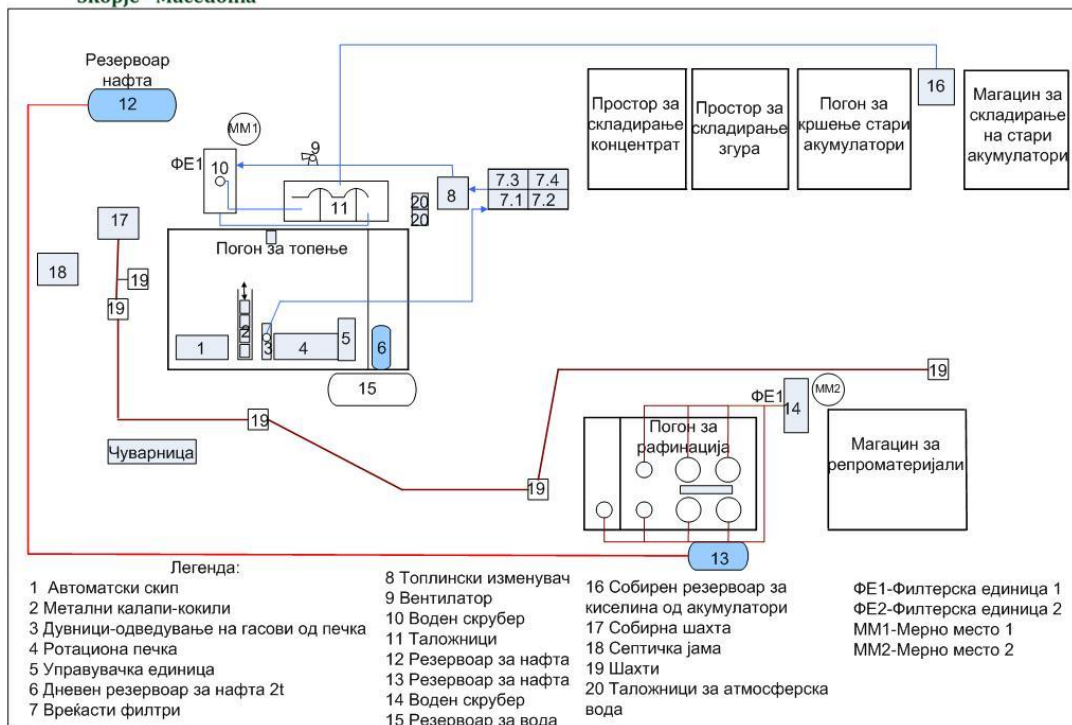 Skopje - Macedonia
Резервоар
нафта
12
ММ1
9
ФЕ1
10
11
8
7.3 7.4
7.1 7.2
20
20
Простор за
складирање
концентрат
Простор за
складирање
згура
Погон за
кршење стари
акумулатори
16
Магацин за
складирање
на стари
акумулатори
17
18
19
19
Погон за топење
1
2
3
4
5
6
15
19
19
19
Чуварница
ФЕ1
14
ММ2
Погон за
рафинација
Магацин за
репроматеријали
13
Легенда:
1 Автоматски скип
2 Метални калапи-кокили
3 Дувници-одведување на гасови од печка
4 Ротациона печка
5 Управувачка единица
6 Дневен резервоар за нафта 2t
7 Вреќасти филтри
8 Топлински изменувач
9 Вентилатор
10 Воден скрубер
11 Таложници
12 Резервоар за нафта
13 Резервоар за нафта
14 Воден скрубер
15 Резервоар за вода
16 Собирен резервоар за
киселина од акумулатори
17 Собирна шахта
18 Септичка јама
19 Шахти
20 Таложници за атмосферска
вода
ФЕ1-Филтерска единица 1
ФЕ2-Филтерска единица 2
ММ1-Мерно место 1
ММ2-Мерно место 2